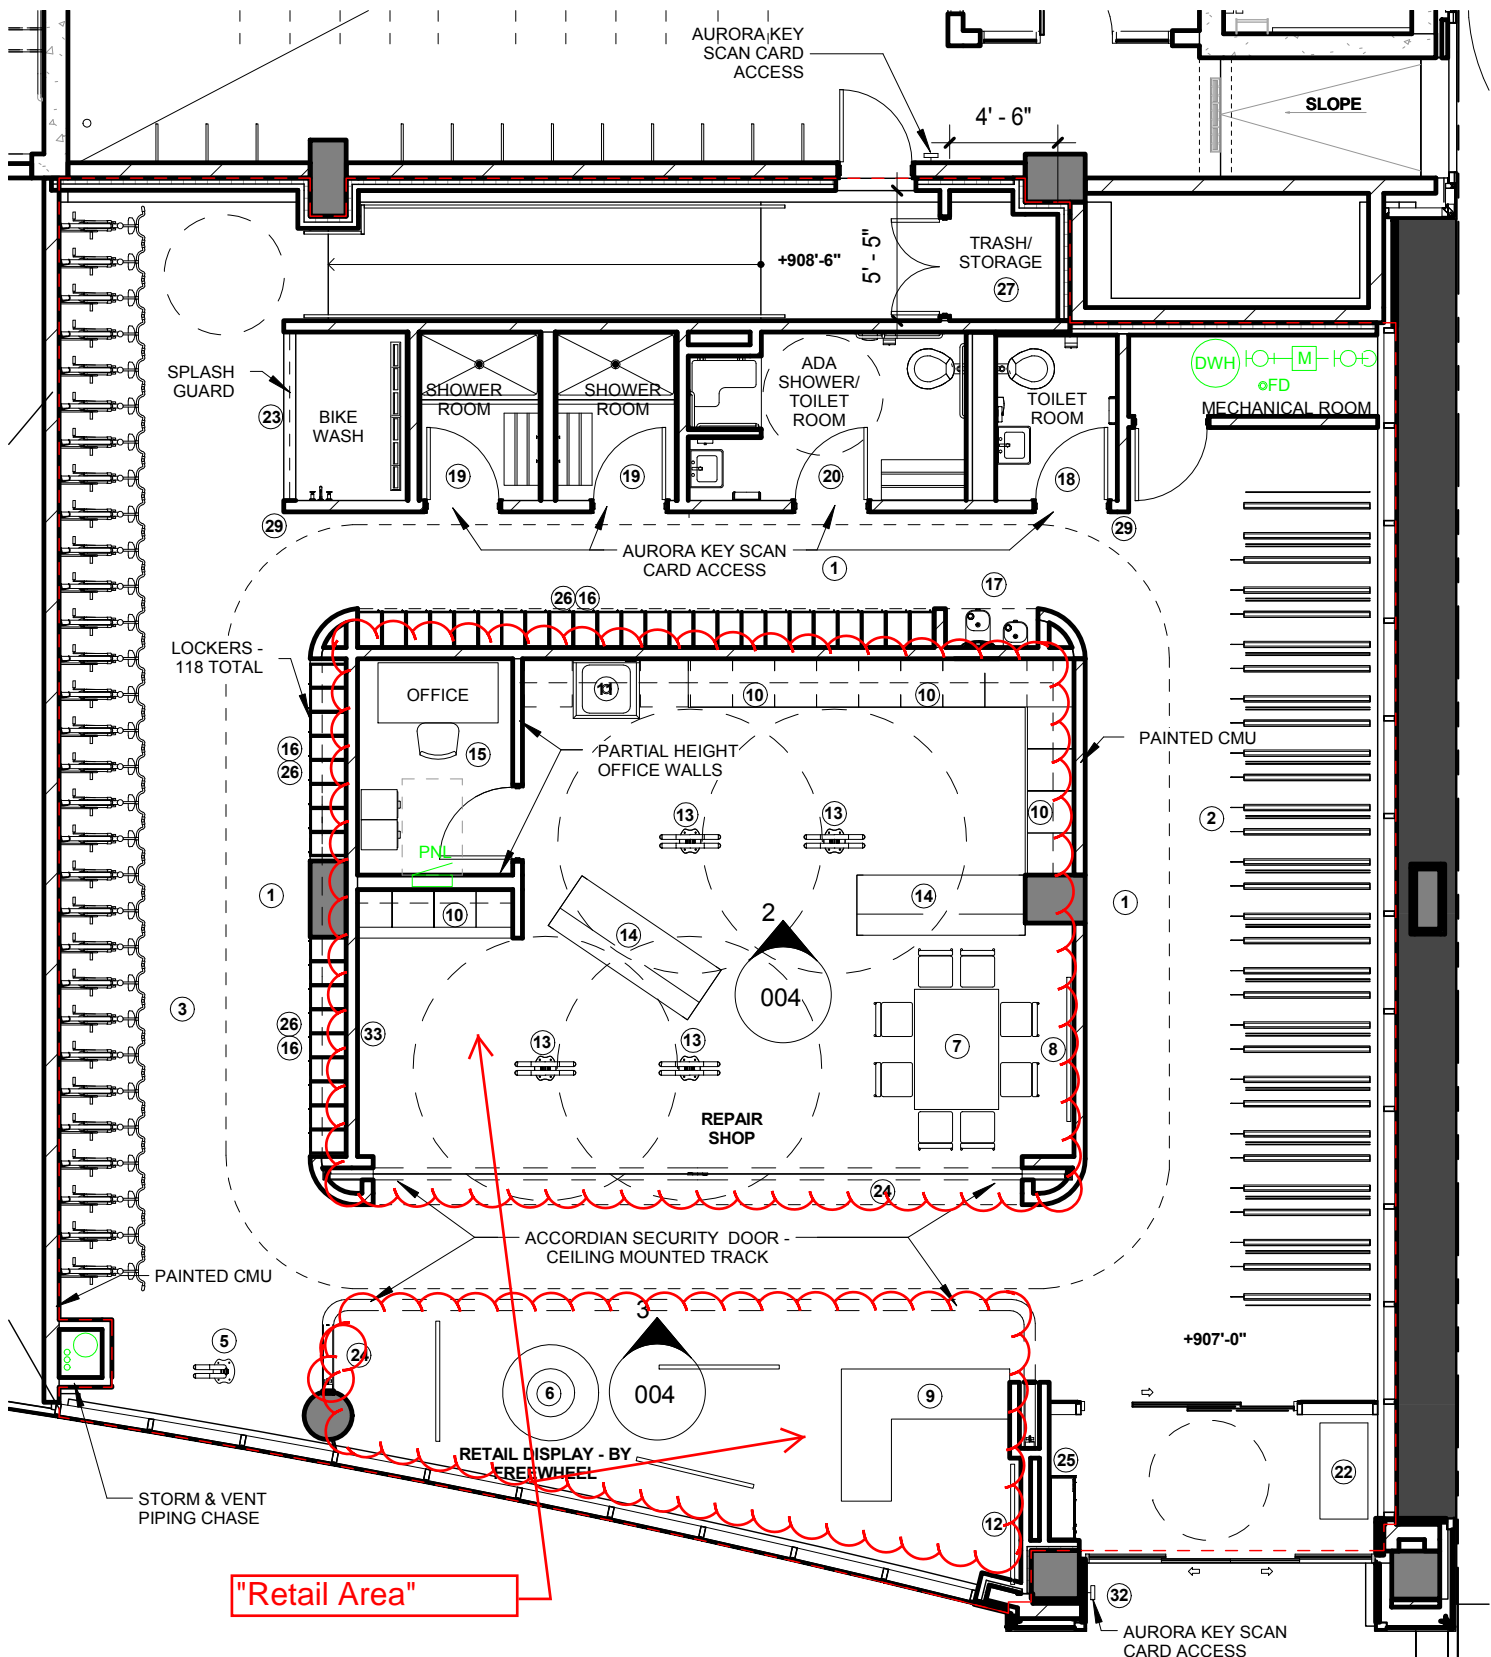 AURORA KEY
SCAN CARD
ACCESS
4' - 6"
SLOPE
+908'-6"
5' - 5"
TRASH/
STORAGE
27
SPLASH
GUARD
23
BIKE
WASH
SHOWER
ROOM
SHOWER
ROOM
ADA
SHOWER/
TOILET
ROOM
TOILET
ROOM
DWH
M
FD
MECHANICAL ROOM
19
19
20
18
29
29
AURORA KEY SCAN
CARD ACCESS
1
17
26 16
LOCKERS -
118 TOTAL
OFFICE
11
10
10
15
PARTIAL HEIGHT
OFFICE WALLS
PAINTED CMU
16
26
13
13
10
2
PNL
1
10
14
14
1
2
004
3
26
16
33
13
13
7
8
REPAIR
SHOP
24
ACCORDIAN SECURITY DOOR -
CEILING MOUNTED TRACK
PAINTED CMU
3
5
24
6
004
9
+907'-0"
RETAIL DISPLAY - BY
FREEWHEEL
25
22
12
STORM & VENT
PIPING CHASE
"Retail Area"
32
AURORA KEY SCAN
CARD ACCESS